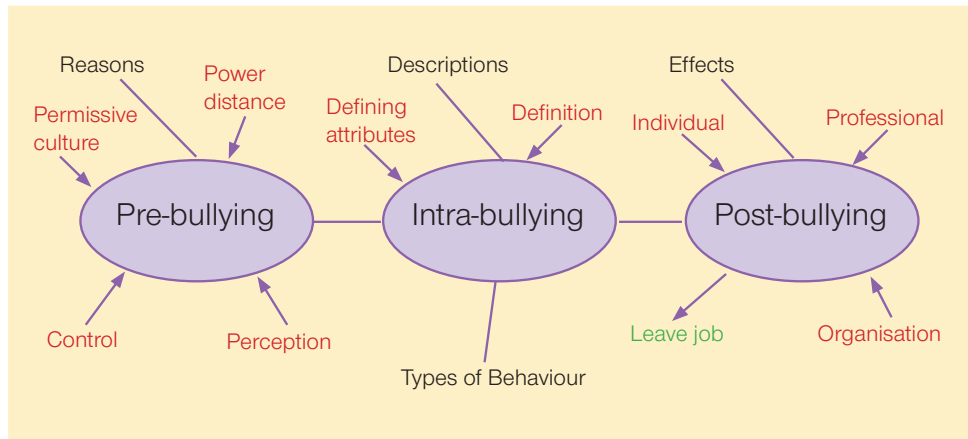 Reasons
Power
distance
Permissive
culture
Pre-bullying
Control
Perception
Descriptions
Defining
attributes
Definition
Intra-bullying
Types of Behaviour
Effects
Individual
Professional
Post-bullying
Leave job
Organisation